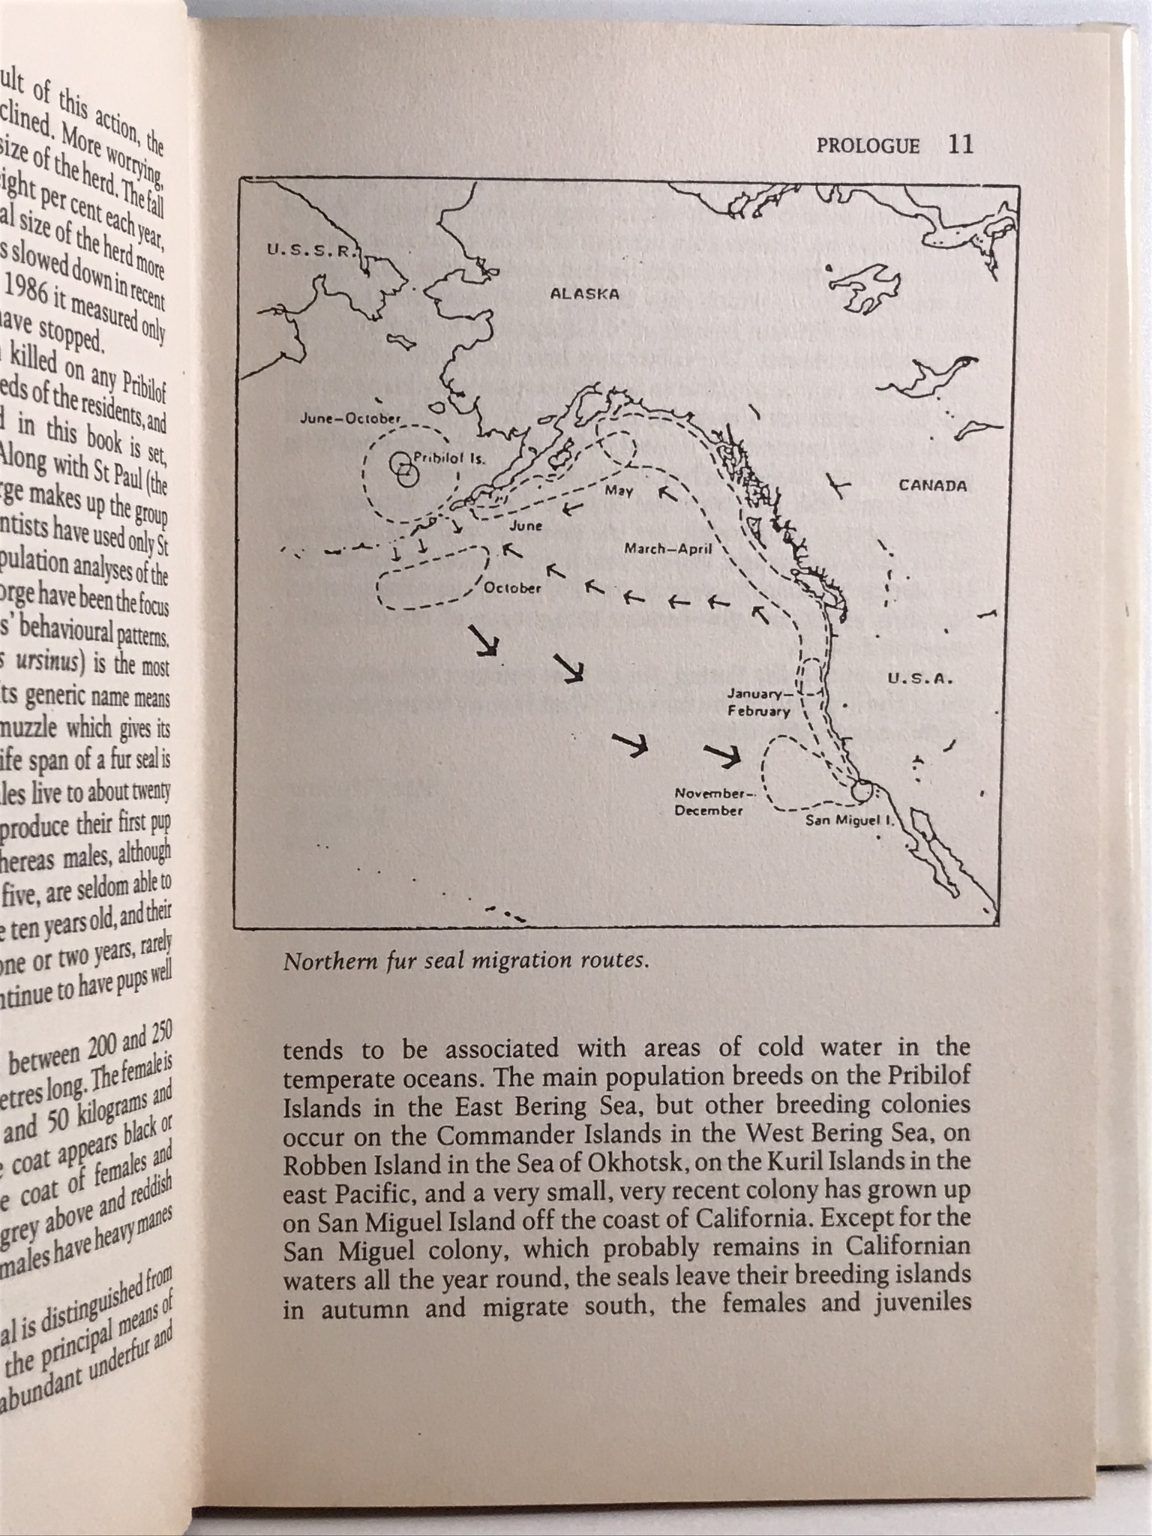 ult of this action, the
clined. More worrying,
size of the herd. The fall
ight per cent each year,
al size of the herd more
s slowed down in recent
1986 it measured only
have stopped.
killed on any Pribilof
eds of the residents, and
d in this book is set,
Along with St Paul (the
rge makes up the group
ntists have used only St
pulation analyses of the
orge have been the focus
s' behavioural patterns.
s ursinus) is the most
ts generic name means
muzzle which gives its
ife span of a fur seal is
les live to about twenty
produce their first pup
hereas males, although
five, are seldom able to
e ten years old, and their
one or two years, rarely
ntinue to have pups well
between 200 and 250
etres long. The female is
and 50 kilograms and
e coat appears black or
e coat of females and
grey above and reddish
males have heavy manes
al is distinguished from
the principal means of
abundant underfur and
PROLOGUE 11
U.S.S.R.
ALASKA
June–October
Pribilof Is.
CANADA
May
June
March–April
October
U.S.A.
January–
February
November–
December
San Miguel I.
Northern fur seal migration routes.
tends to be associated with areas of cold water in the
temperate oceans. The main population breeds on the Pribilof
Islands in the East Bering Sea, but other breeding colonies
occur on the Commander Islands in the West Bering Sea, on
Robben Island in the Sea of Okhotsk, on the Kuril Islands in the
east Pacific, and a very small, very recent colony has grown up
on San Miguel Island off the coast of California. Except for the
San Miguel colony, which probably remains in Californian
waters all the year round, the seals leave their breeding islands
in autumn and migrate south, the females and juveniles